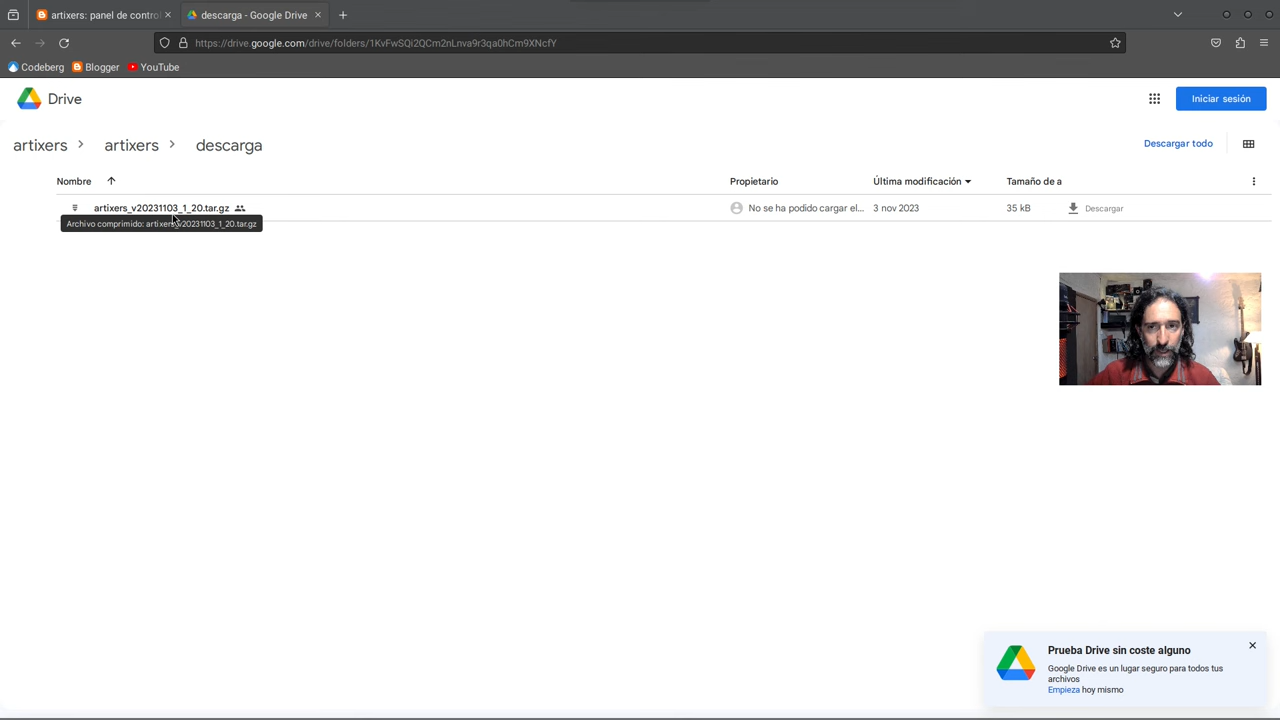 artixers: panel de contro
descarga - Google Drive
https://drive.google.com/drive/folders/1KvFwSQi2QCm2nLnva9r3qa0hCm9XNcfY
Codeberg
Blogger
YouTube
Drive
Iniciar sesión
artixers
artixers
descarga
Descargar todo
Nombre
Propietario
Última modificación
Tamaño de a
artixers_v20231103_1_20.tar.gz
No se ha podido cargar el...
3 nov 2023
35 kB
Descargar
Archivo comprimido: artixers_v20231103_1_20.tar.gz
Prueba Drive sin coste alguno
Google Drive es un lugar seguro para todos tus
archivos
Empieza hoy mismo